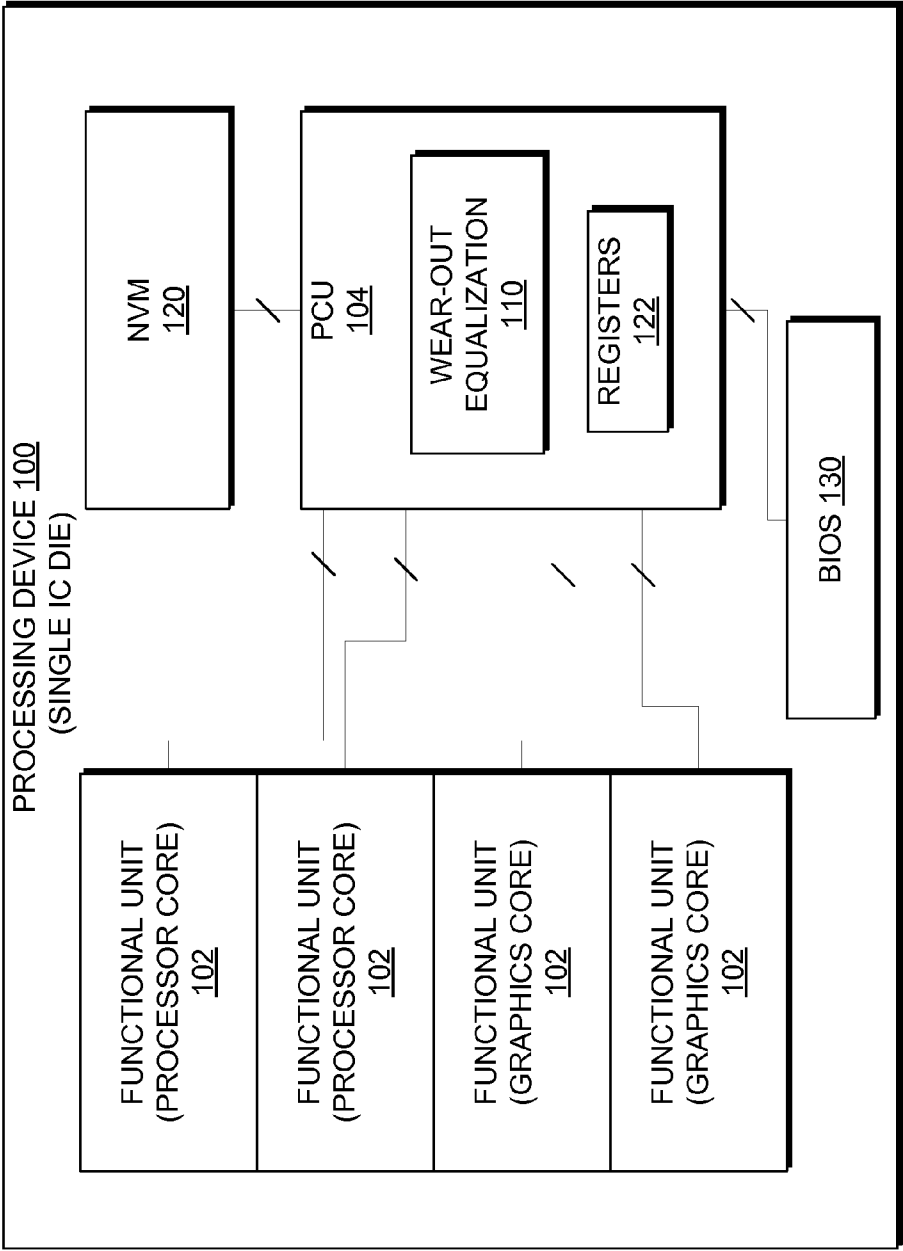 PROCESSING DEVICE 100
(SINGLE IC DIE)
FUNCTIONAL UNIT
(PROCESSOR CORE)
102
FUNCTIONAL UNIT
(PROCESSOR CORE)
102
FUNCTIONAL UNIT
(GRAPHICS CORE)
102
FUNCTIONAL UNIT
(GRAPHICS CORE)
102
NVM
120
PCU
104
WEAR-OUT
EQUALIZATION
110
REGISTERS
122
BIOS 130